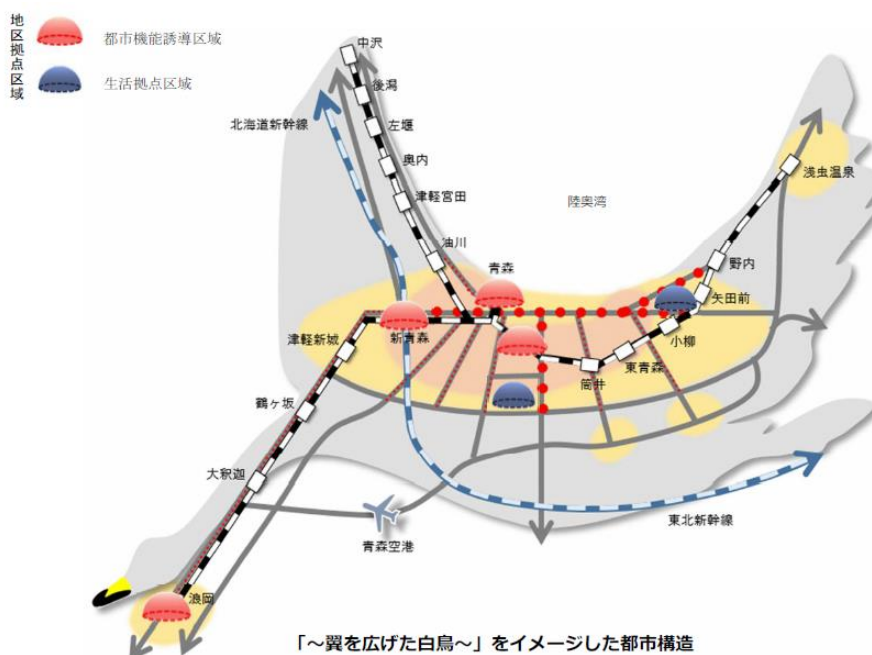 地区拠点区域
都市機能誘導区域
生活拠点区域
中沢
後潟
北海道新幹線
左堰
奥内
津軽宮田
油川
陸奥湾
浅虫温泉
青森
野内
矢田前
新青森
津軽新城
小柳
東青森
筒井
鶴ヶ坂
大釈迦
青森空港
東北新幹線
浪岡
「～翼を広げた白鳥～」をイメージした都市構造